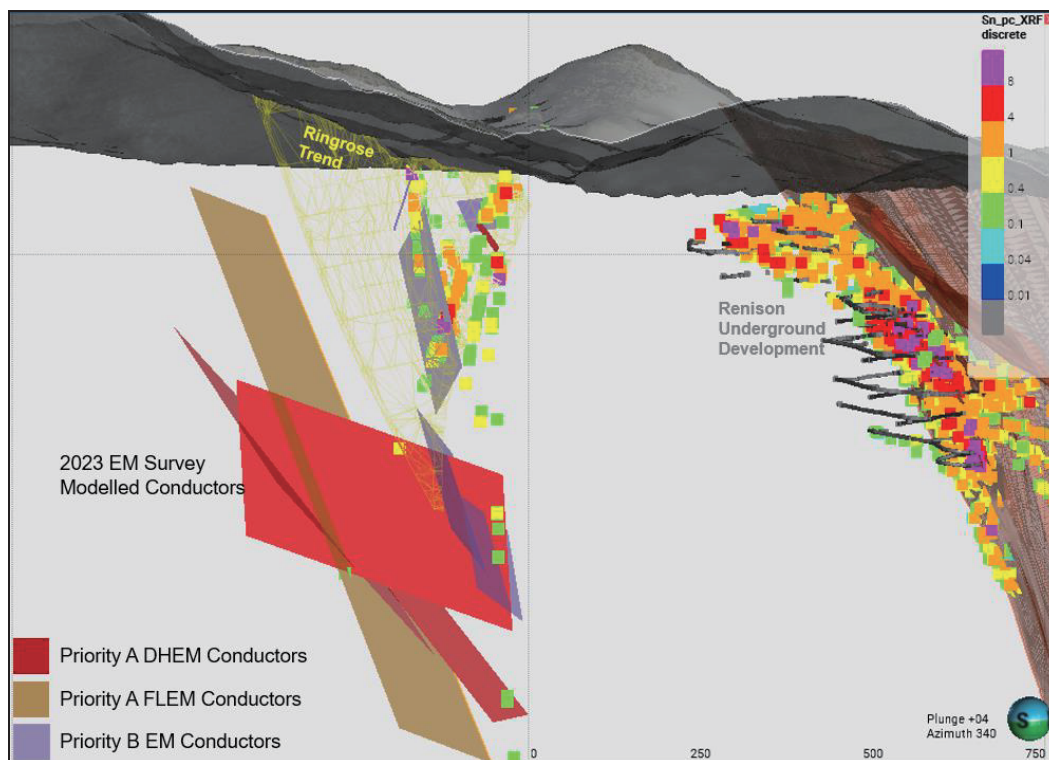 Sn_pc_XRF
discrete
8
4
1
0.4
0.1
0.04
0.01
Ringrose
Trend
Renison
Underground
Development
2023 EM Survey
Modelled Conductors
Priority A DHEM Conductors
Priority A FLEM Conductors
Priority B EM Conductors
Plunge +04
Azimuth 340
S
0
250
500
750